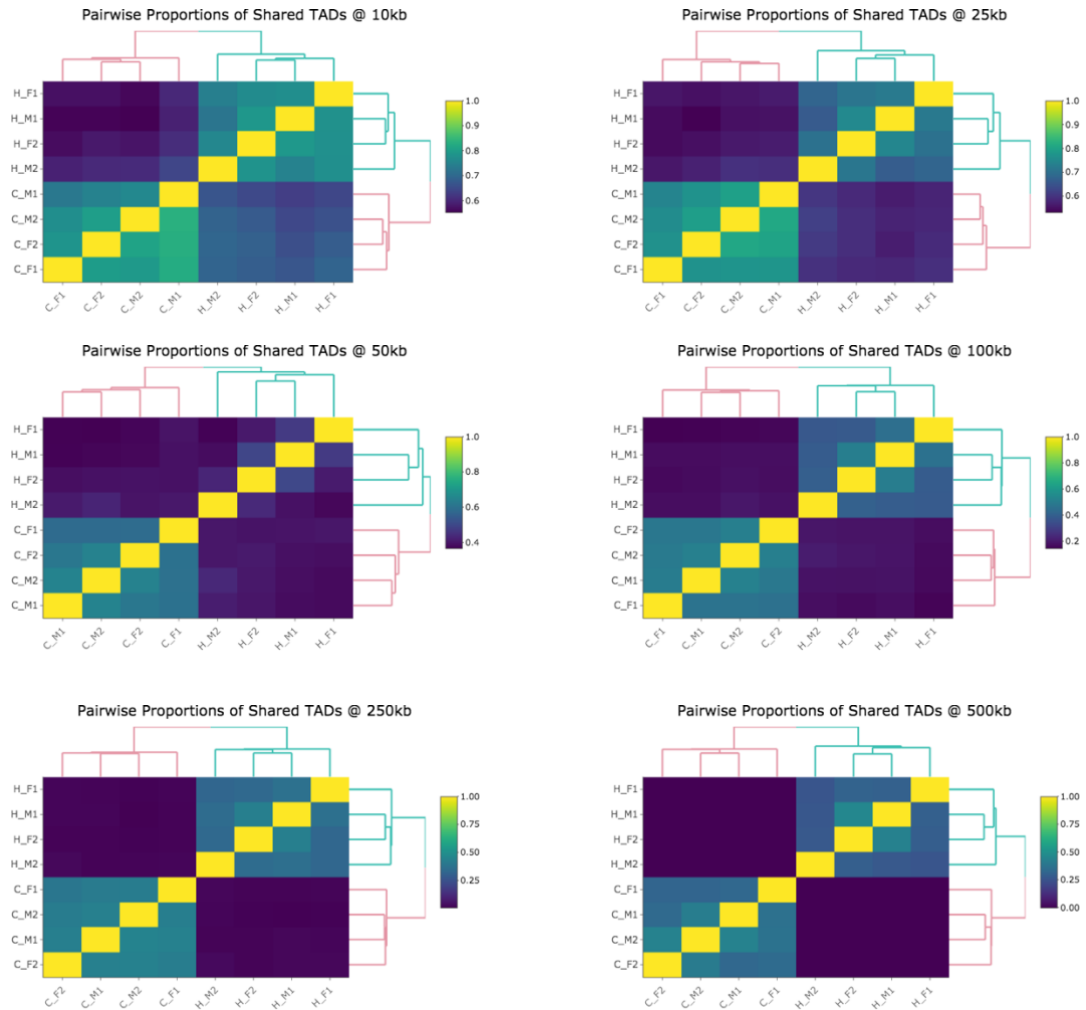 Pairwise Proportions of Shared TADs @ 10kb
H_F1
H_M1
H_F2
H_M2
C_M1
C_M2
C_F2
C_F1
C_F1 C_F2 C_M2 C_M1 H_M2 H_F2 H_M1 H_F1
1.0
0.9
0.8
0.7
0.6
Pairwise Proportions of Shared TADs @ 25kb
H_F1
H_M1
H_F2
H_M2
C_M1
C_M2
C_F2
C_F1
C_F1 C_F2 C_M2 C_M1 H_M2 H_F2 H_M1 H_F1
1.0
0.9
0.8
0.7
0.6
Pairwise Proportions of Shared TADs @ 50kb
H_F1
H_M1
H_F2
H_M2
C_F1
C_F2
C_M2
C_M1
C_M1 C_M2 C_F2 C_F1 H_M2 H_F2 H_M1 H_F1
1.0
0.8
0.6
0.4
Pairwise Proportions of Shared TADs @ 100kb
H_F1
H_M1
H_F2
H_M2
C_F2
C_M2
C_M1
C_F1
C_F1 C_M1 C_M2 C_F2 H_M2 H_F2 H_M1 H_F1
1.0
0.8
0.6
0.4
0.2
Pairwise Proportions of Shared TADs @ 250kb
H_F1
H_M1
H_F2
H_M2
C_F1
C_M2
C_M1
C_F2
C_F2 C_M1 C_M2 C_F1 H_M2 H_F2 H_M1 H_F1
1.00
0.75
0.50
0.25
Pairwise Proportions of Shared TADs @ 500kb
H_F1
H_M1
H_F2
H_M2
C_F1
C_M1
C_M2
C_F2
C_F2 C_M2 C_M1 C_F1 H_M2 H_F2 H_M1 H_F1
1.00
0.75
0.50
0.25
0.00